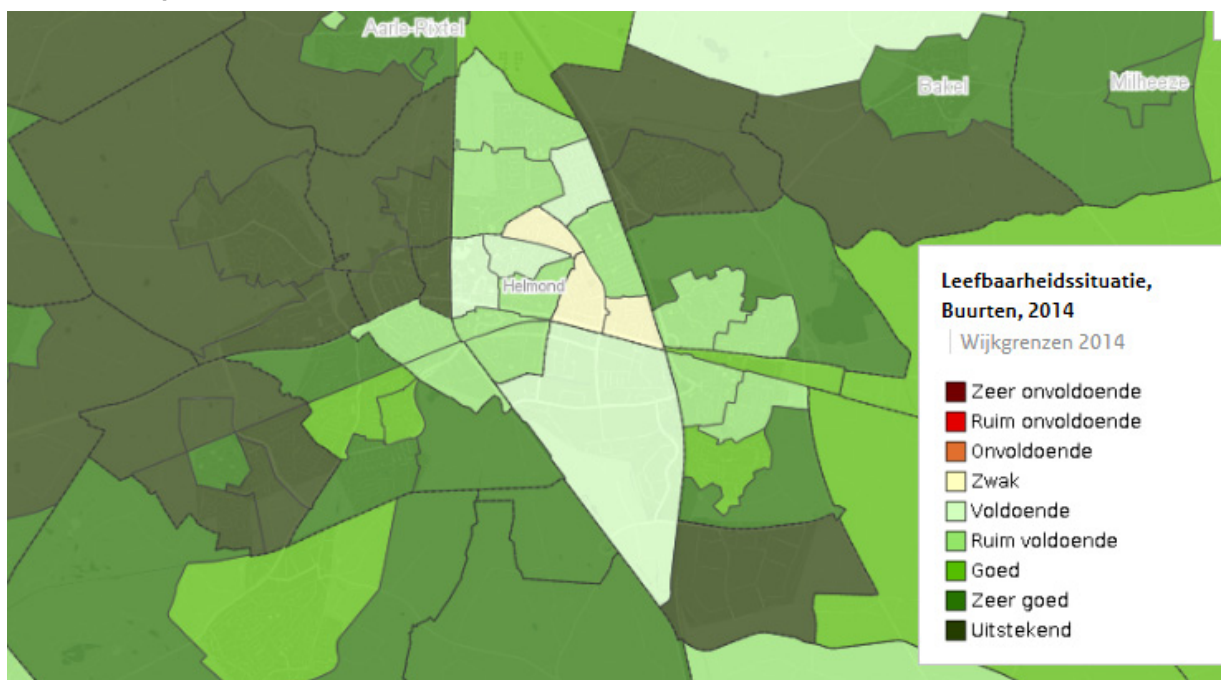 Aarle-Rixtel
Bakel
Milheeze
Helmond
Leefbaarheidssituatie,
Buurten, 2014
Wijkgrenzen 2014
Zeer onvoldoende
Ruim onvoldoende
Onvoldoende
Zwak
Voldoende
Ruim voldoende
Goed
Zeer goed
Uitstekend